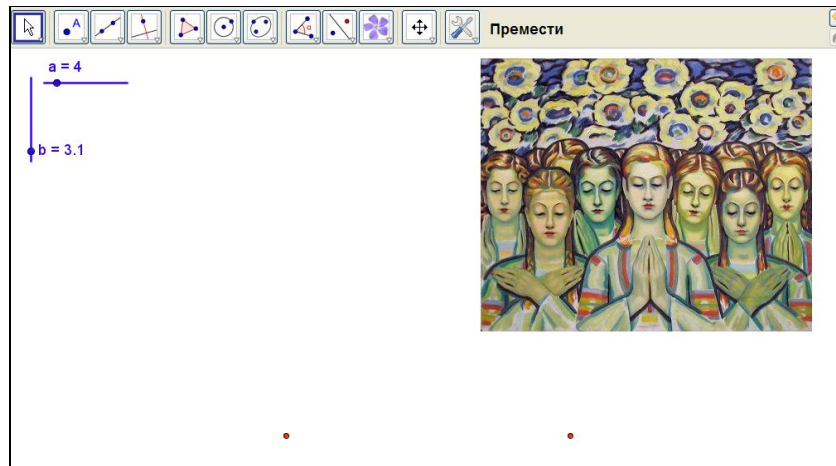 A
α
Премести
a = 4
b = 3.1